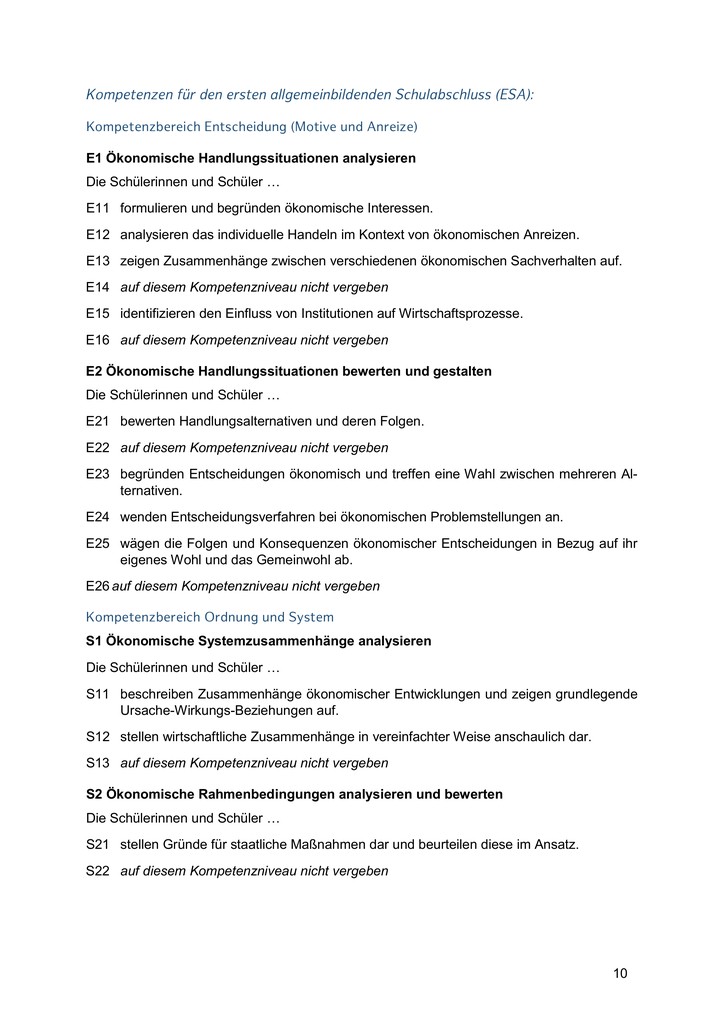 Kompetenzen für den ersten allgemeinbildenden Schulabschluss (ESA):
Kompetenzbereich Entscheidung (Motive und Anreize)
E1 Ökonomische Handlungssituationen analysieren
Die Schülerinnen und Schüler …
E11 formulieren und begründen ökonomische Interessen.
E12 analysieren das individuelle Handeln im Kontext von ökonomischen Anreizen.
E13 zeigen Zusammenhänge zwischen verschiedenen ökonomischen Sachverhalten auf.
E14 auf diesem Kompetenzniveau nicht vergeben
E15 identifizieren den Einfluss von Institutionen auf Wirtschaftsprozesse.
E16 auf diesem Kompetenzniveau nicht vergeben
E2 Ökonomische Handlungssituationen bewerten und gestalten
Die Schülerinnen und Schüler …
E21 bewerten Handlungsalternativen und deren Folgen.
E22 auf diesem Kompetenzniveau nicht vergeben
E23 begründen Entscheidungen ökonomisch und treffen eine Wahl zwischen mehreren Al-
ternativen.
E24 wenden Entscheidungsverfahren bei ökonomischen Problemstellungen an.
E25 wägen die Folgen und Konsequenzen ökonomischer Entscheidungen in Bezug auf ihr
eigenes Wohl und das Gemeinwohl ab.
E26 auf diesem Kompetenzniveau nicht vergeben
Kompetenzbereich Ordnung und System
S1 Ökonomische Systemzusammenhänge analysieren
Die Schülerinnen und Schüler …
S11 beschreiben Zusammenhänge ökonomischer Entwicklungen und zeigen grundlegende
Ursache-Wirkungs-Beziehungen auf.
S12 stellen wirtschaftliche Zusammenhänge in vereinfachter Weise anschaulich dar.
S13 auf diesem Kompetenzniveau nicht vergeben
S2 Ökonomische Rahmenbedingungen analysieren und bewerten
Die Schülerinnen und Schüler …
S21 stellen Gründe für staatliche Maßnahmen dar und beurteilen diese im Ansatz.
S22 auf diesem Kompetenzniveau nicht vergeben
10